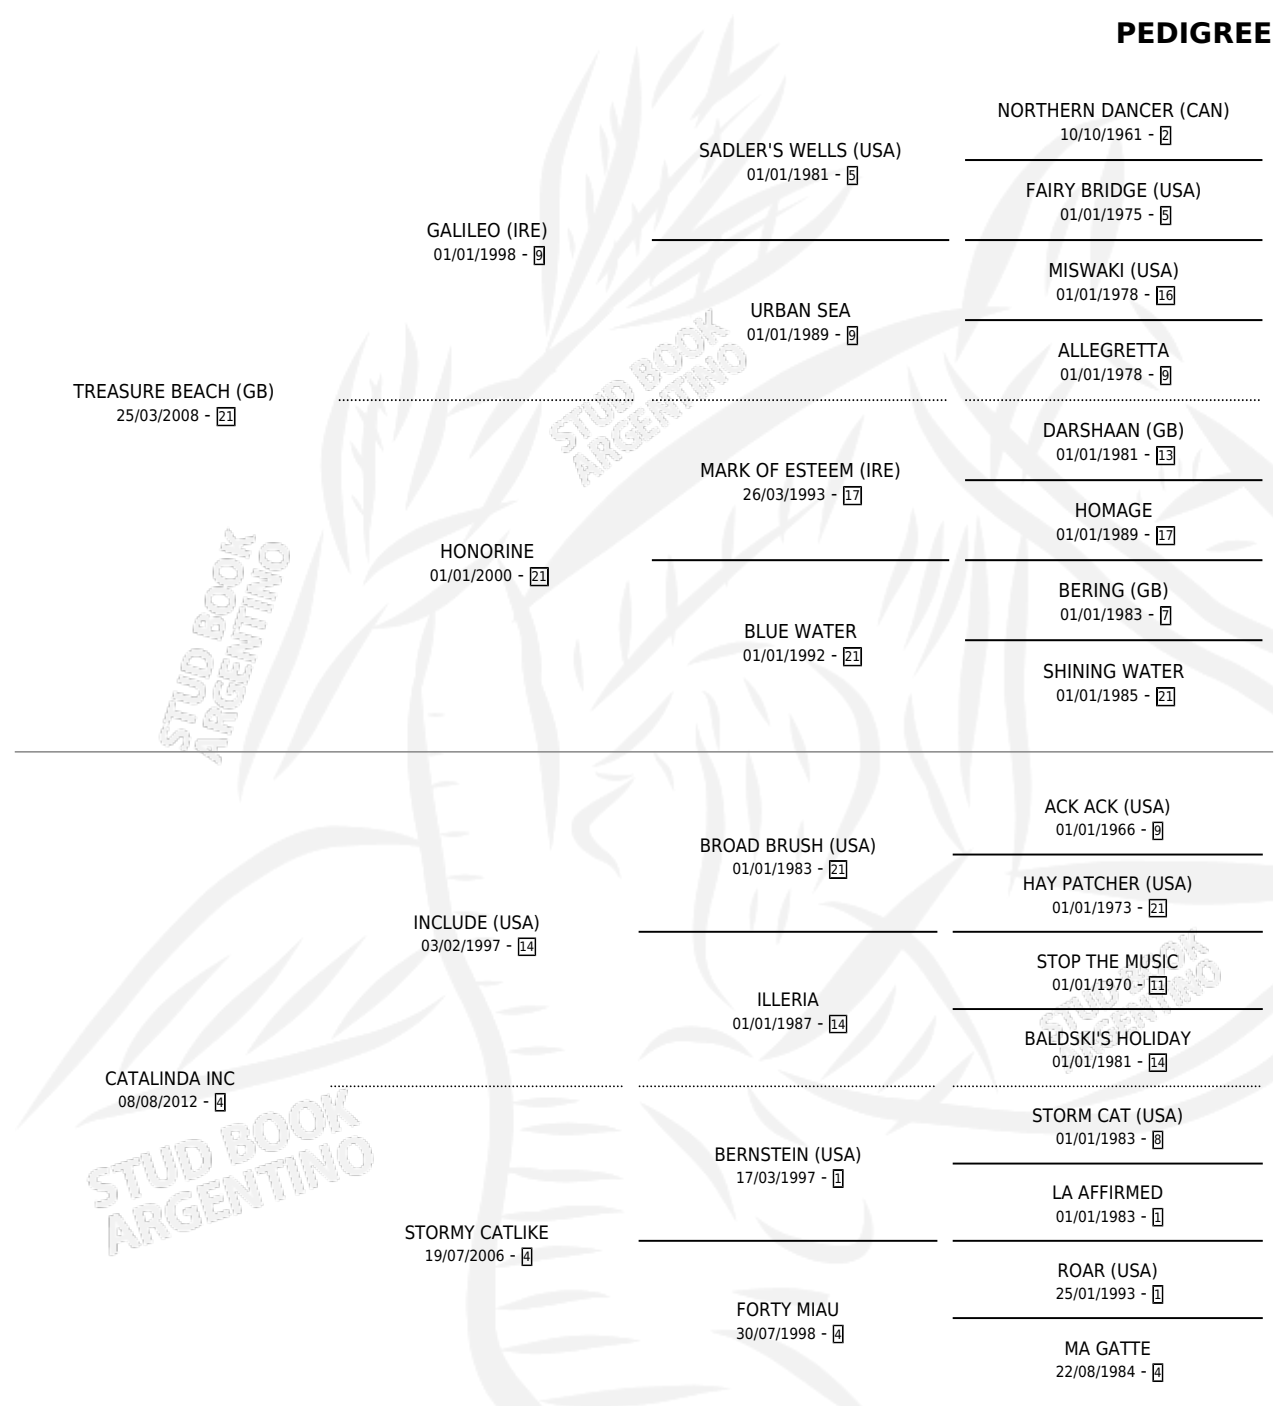 PEDIGREE
NORTHERN DANCER (CAN)
10/10/1961 - 2
SADLER'S WELLS (USA)
01/01/1981 - 5
FAIRY BRIDGE (USA)
01/01/1975 - 5
GALILEO (IRE)
01/01/1998 - 9
MISWAKI (USA)
01/01/1978 - 16
URBAN SEA
01/01/1989 - 9
ALLEGRETTA
01/01/1978 - 9
TREASURE BEACH (GB)
25/03/2008 - 21
STUD BOOK
ARGENTINO
DARSHAAN (GB)
01/01/1981 - 13
MARK OF ESTEEM (IRE)
26/03/1993 - 17
HOMAGE
01/01/1989 - 17
HONORINE
01/01/2000 - 21
BERING (GB)
01/01/1983 - 7
BLUE WATER
01/01/1992 - 21
SHINING WATER
01/01/1985 - 21
STUD BOOK
ARGENTINO
ACK ACK (USA)
01/01/1966 - 9
BROAD BRUSH (USA)
01/01/1983 - 21
HAY PATCHER (USA)
01/01/1973 - 21
INCLUDE (USA)
03/02/1997 - 14
STOP THE MUSIC
01/01/1970 - 11
ILLERIA
01/01/1987 - 14
BALDSKI'S HOLIDAY
01/01/1981 - 14
STUD BOOK
ARGENTINO
CATALINDA INC
08/08/2012 - 4
STUD BOOK
ARGENTINO
STORM CAT (USA)
01/01/1983 - 8
BERNSTEIN (USA)
17/03/1997 - 1
LA AFFIRMED
01/01/1983 - 1
STORMY CATLIKE
19/07/2006 - 4
ROAR (USA)
25/01/1993 - 1
FORTY MIAU
30/07/1998 - 4
MA GATTE
22/08/1984 - 4